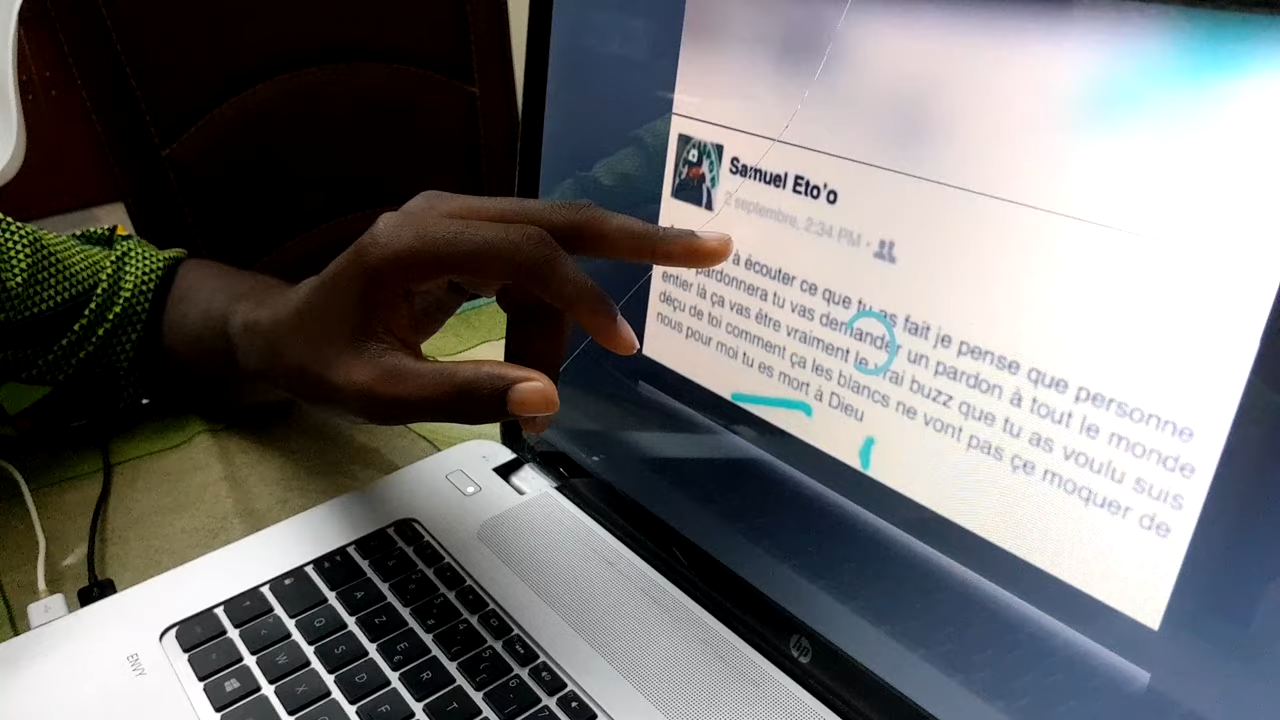 Samuel Eto'o
2 septembre, 2:34 PM
à écouter ce que tu as fait je pense que personne
pardonnera tu vas demander un pardon à tout le monde
entier là ça vas être vraiment le vrai buzz que tu as voulu suis
déçu de toi comment ça les blancs ne vont pas çe moquer de
nous pour moi tu es mort à Dieu
hp
ENVY
A
Z
E
R
T
Q
S
D
F
W
X